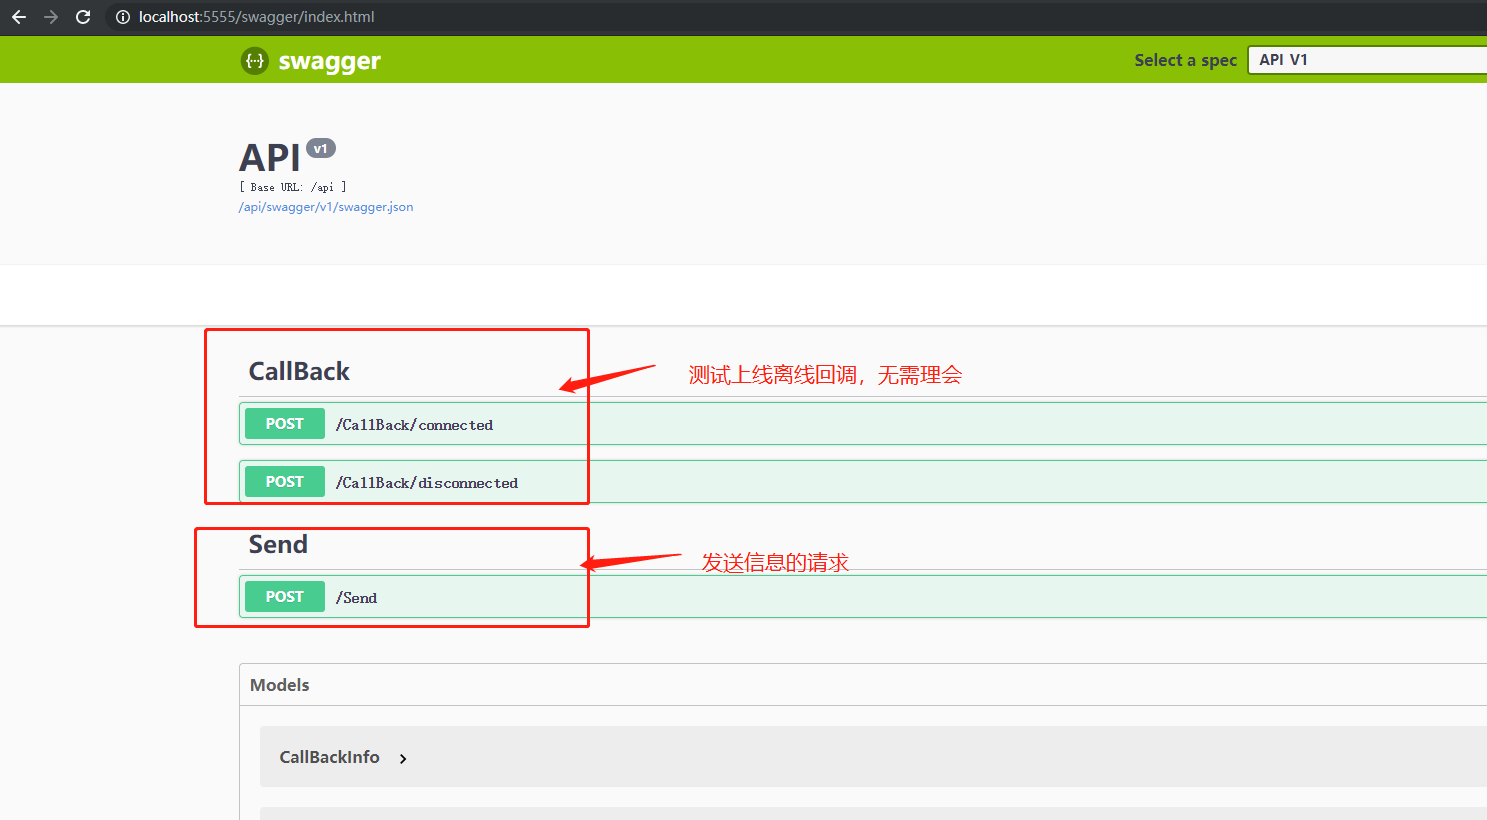 localhost:5555/swagger/index.html
{··} swagger
Select a spec
API V1
API v1
[ Base URL: /api ]
/api/swagger/v1/swagger.json
CallBack
测试上线离线回调，无需理会
POST /CallBack/connected
POST /CallBack/disconnected
Send
发送信息的请求
POST /Send
Models
CallBackInfo